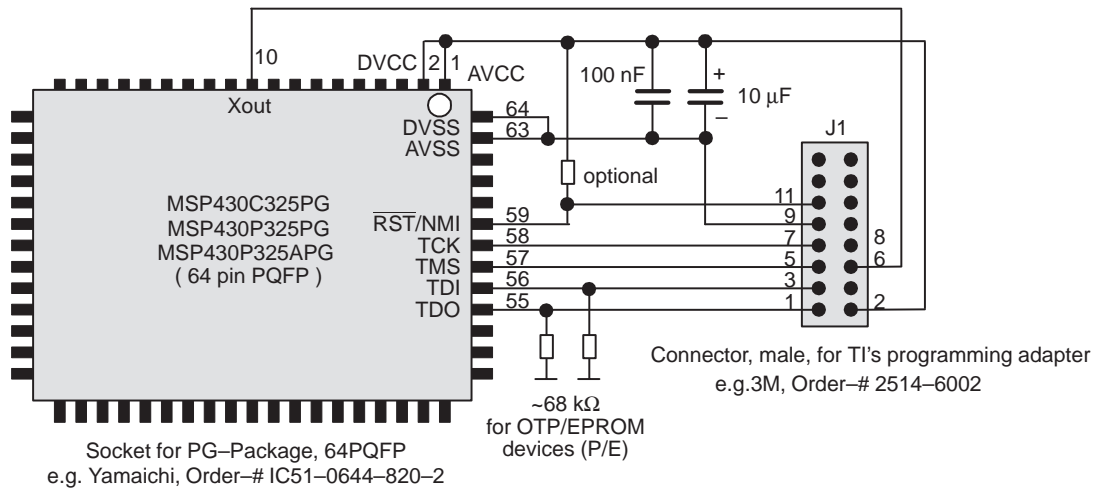 10
DVCC
2
1
AVCC
Xout
100 nF
+
10 μF
–
64
DVSS
63
AVSS
J1
optional
MSP430C325PG
MSP430P325PG
MSP430P325APG
( 64 pin PQFP )
11
RST/NMI
59
9
TCK
58
7
8
TMS
57
5
6
TDI
56
3
TDO
55
1
2
Connector, male, for TI's programming adapter
e.g.3M, Order–# 2514–6002
~68 kΩ
for OTP/EPROM
devices (P/E)
Socket for PG–Package, 64PQFP
e.g. Yamaichi, Order–# IC51–0644–820–2